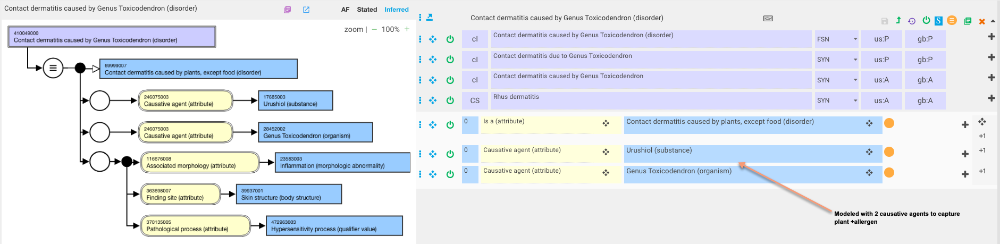 Contact dermatitis caused by Genus Toxicodendron (disorder)
AF Stated Inferred
zoom | − 100% +
410049000
Contact dermatitis caused by Genus Toxicodendron (disorder)
69999007
Contact dermatitis caused by plants, except food (disorder)
246075003
Causative agent (attribute)
17685003
Urushiol (substance)
246075003
Causative agent (attribute)
28452002
Genus Toxicodendron (organism)
116676008
Associated morphology (attribute)
23583003
Inflammation (morphologic abnormality)
363698007
Finding site (attribute)
39937001
Skin structure (body structure)
370135005
Pathological process (attribute)
472963003
Hypersensitivity process (qualifier value)
Contact dermatitis caused by Genus Toxicodendron (disorder)
S
cI Contact dermatitis caused by Genus Toxicodendron (disorder) FSN us:P gb:P
cI Contact dermatitis due to Genus Toxicodendron SYN us:P gb:P
cI Contact dermatitis caused by Genus Toxicodendron SYN us:A gb:A
CS Rhus dermatitis SYN us:A gb:A
0 Is a (attribute) Contact dermatitis caused by plants, except food (disorder)
+1
0 Causative agent (attribute) Urushiol (substance) +1
0 Causative agent (attribute) Genus Toxicodendron (organism) +1
Modeled with 2 causative agents to capture
plant +allergen